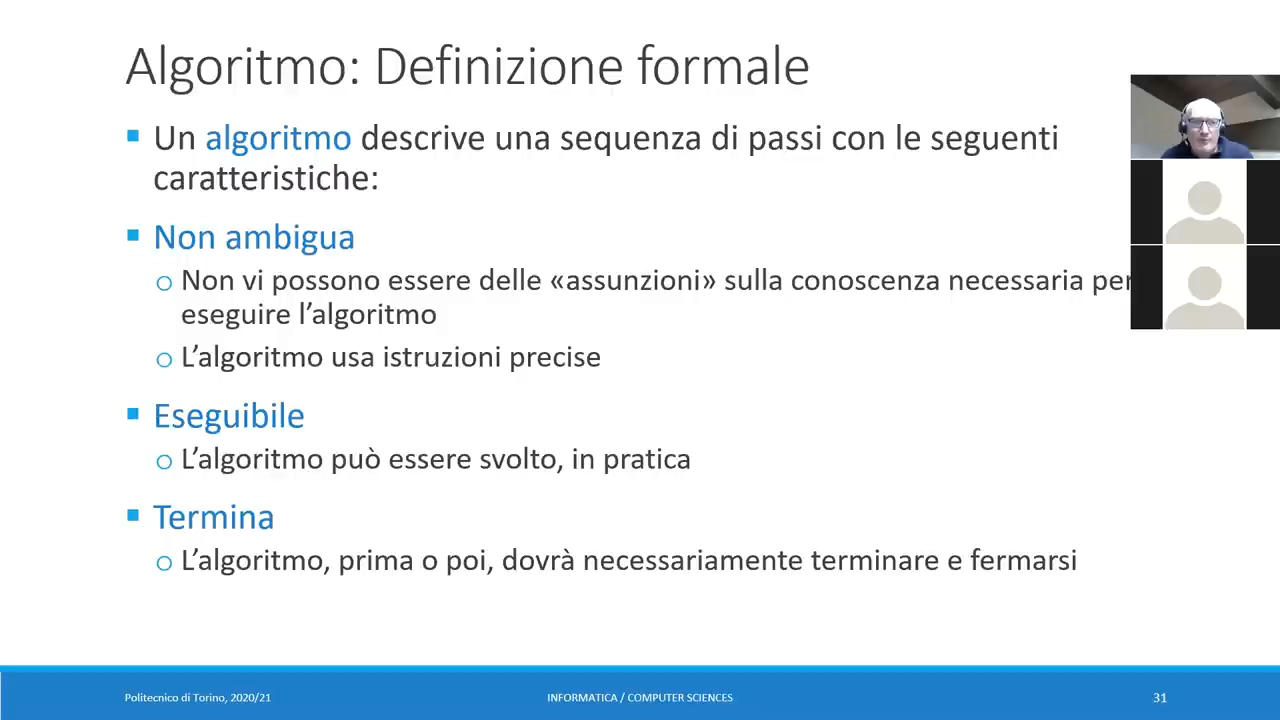 Algoritmo: Definizione formale
Un algoritmo descrive una sequenza di passi con le seguenti
caratteristiche:
Non ambigua
Non vi possono essere delle «assunzioni» sulla conoscenza necessaria per
eseguire l’algoritmo
L’algoritmo usa istruzioni precise
Eseguibile
L’algoritmo può essere svolto, in pratica
Termina
L’algoritmo, prima o poi, dovrà necessariamente terminare e fermarsi
Politecnico di Torino, 2020/21
INFORMATICA / COMPUTER SCIENCES
31